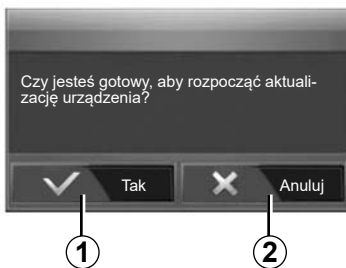 Czy jesteś gotowy, aby rozpocząć aktuali-
zację urządzenia?
Tak Anuluj
1 2